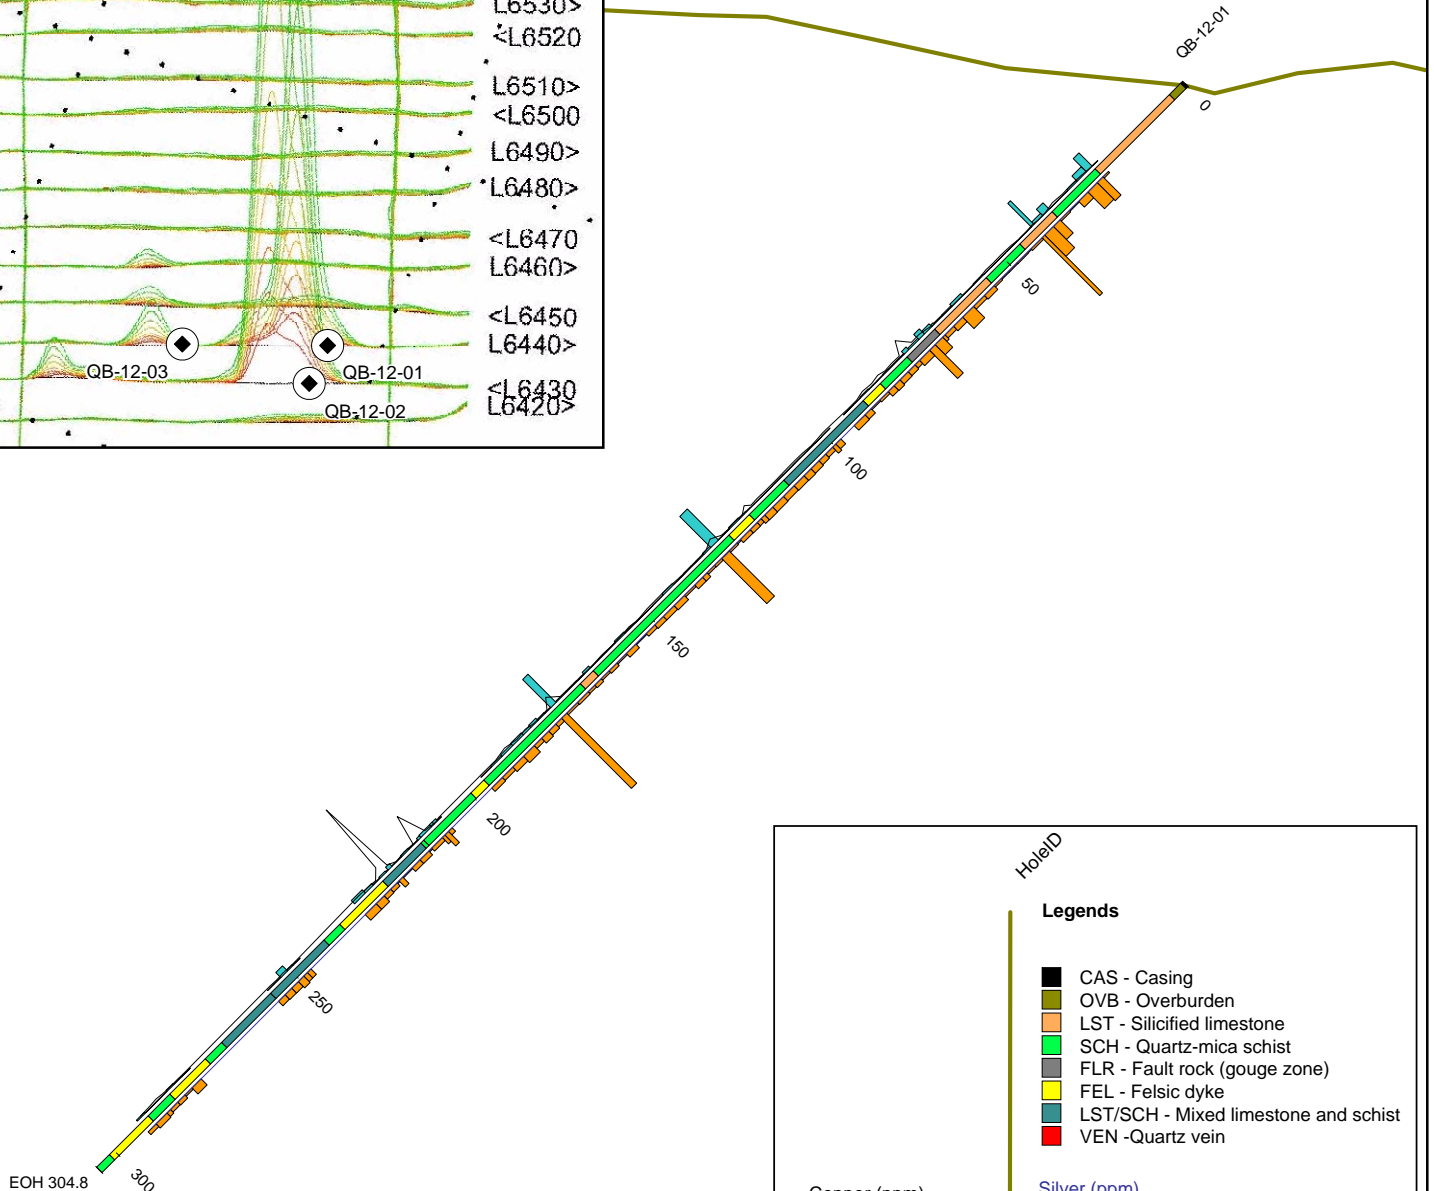 L6530>
<L6520
L6510>
<L6500
L6490>
L6480>
<L6470
L6460>
<L6450
L6440>
<L6430
L6420>
QB-12-03
QB-12-01
QB-12-02
QB-12-01
0
50
100
150
200
250
300
EOH 304.8
HoleID
Legends
CAS - Casing
OVB - Overburden
LST - Silicified limestone
SCH - Quartz-mica schist
FLR - Fault rock (gouge zone)
FEL - Felsic dyke
LST/SCH - Mixed limestone and schist
VEN -Quartz vein
Copper (ppm)
Silver (ppm)